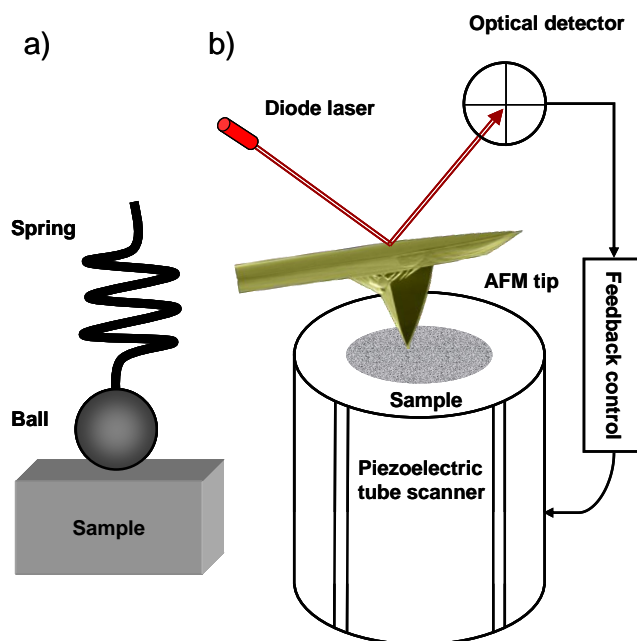 a)
b)
Optical detector
Diode laser
Spring
AFM tip
Feedback control
Sample
Ball
Piezoelectric
tube scanner
Sample